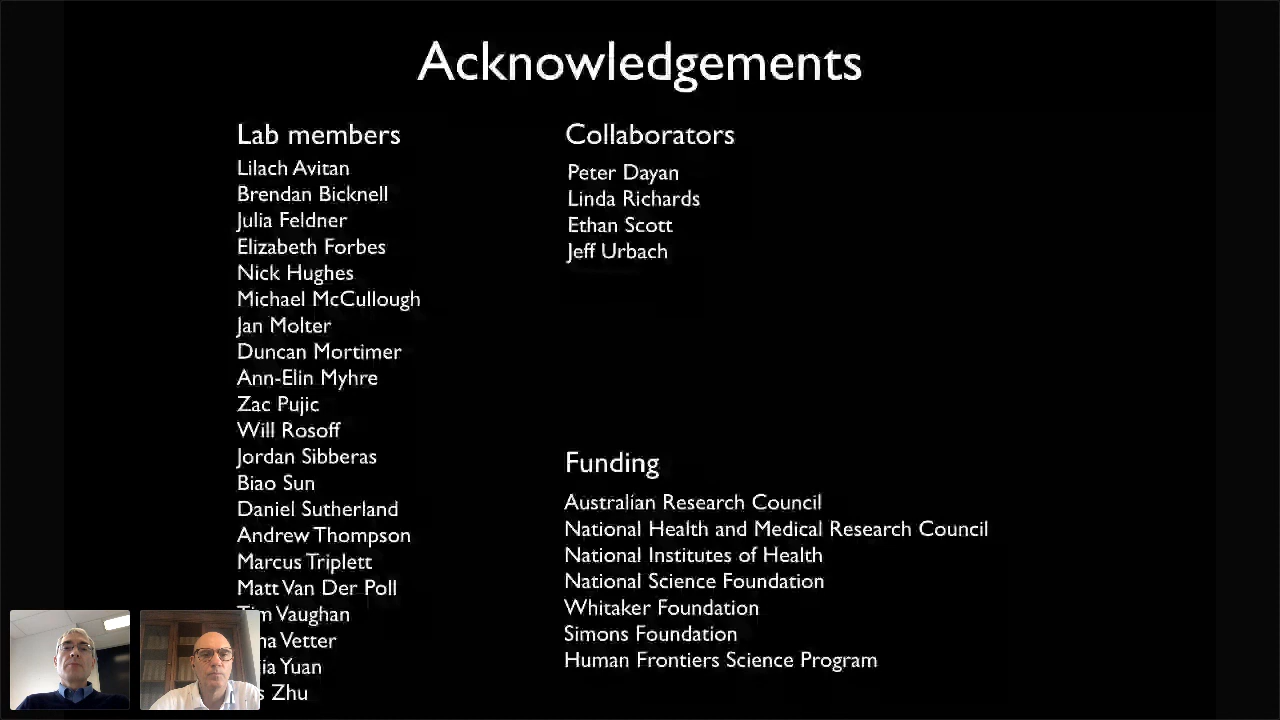 Acknowledgements
Lab members
Lilach Avitan
Brendan Bicknell
Julia Feldner
Elizabeth Forbes
Nick Hughes
Michael McCullough
Jan Molter
Duncan Mortimer
Ann-Elin Myhre
Zac Pujic
Will Rosoff
Jordan Sibberas
Biao Sun
Daniel Sutherland
Andrew Thompson
Marcus Triplett
Matt Van Der Poll
Tim Vaughan
Vetter
Yuan
Zhu
Collaborators
Peter Dayan
Linda Richards
Ethan Scott
Jeff Urbach
Funding
Australian Research Council
National Health and Medical Research Council
National Institutes of Health
National Science Foundation
Whitaker Foundation
Simons Foundation
Human Frontiers Science Program